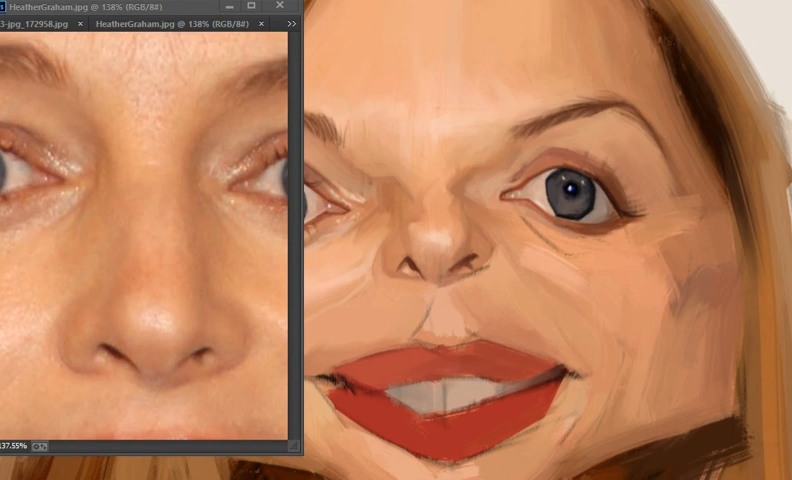 HeatherGraham.jpg @ 138% (RGB/8#)
3-jpg_172958.jpg × HeatherGraham.jpg @ 138% (RGB/8#) × »
137.55%